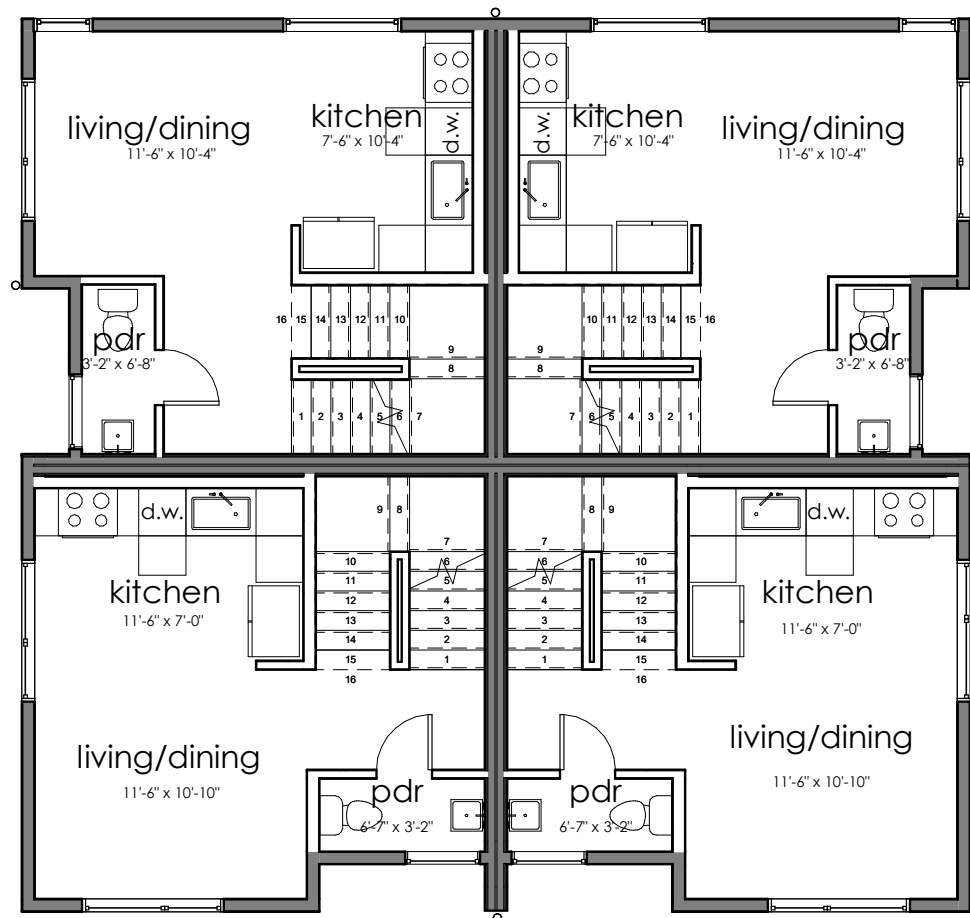 living/dining
11'-6" x 10'-4"
kitchen
7'-6" x 10'-4"
d.w.
d.w.
kitchen
7'-6" x 10'-4"
living/dining
11'-6" x 10'-4"
pdr
3'-2" x 6'-8"
16 15 14 13 12 11 10
9
8
1 2 3 4 5 6 7
10 11 12 13 14 15 16
9
8
7 6 5 4 3 2 1
pdr
3'-2" x 6'-8"
d.w.
kitchen
11'-6" x 7'-0"
9 8
10
11
12
13
14
15
16
7
6
5
4
3
2
1
8 9
7
6
5
4
3
2
1
10
11
12
13
14
15
16
d.w.
kitchen
11'-6" x 7'-0"
living/dining
11'-6" x 10'-10"
pdr
6'-7" x 3'-2"
pdr
6'-7" x 3'-2"
living/dining
11'-6" x 10'-10"